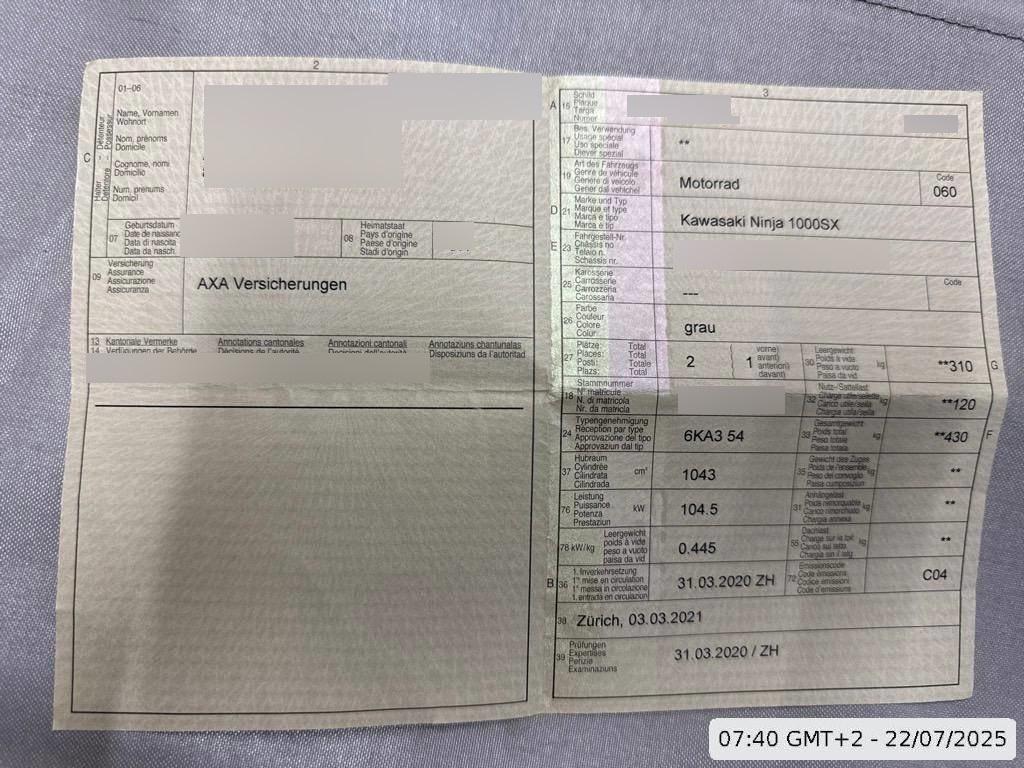 2
01–06
Name, Vornamen
Wohnort
Nom, prénoms
Domicile
Cognome, nomi
Domicilio
Num, prenums
Domicil
C
Halter
Détenteur
Detentore
Possessur
07
Geburtsdatum
Date de naissanc
Data di nascita
Data da nasch.
08
Heimatstaat
Pays d'origine
Paese d'origine
Stadi d'origin
09
Versicherung
Assurance
Assicurazione
Assicuranza
AXA Versicherungen
13 Kantonale Vermerke Annotations cantonales Annotazioni cantonali Annotaziuns chantunalas
14 Verfügungen der Behörde Décisions de l'autorité Decisioni dell'autorità Disposiziuns da l'autoritad
3
A 15
Schild
Plaque
Targa
Numer
17
Bes. Verwendung
Usage spécial
Uso speciale
Diever spezial
**
19
Art des Fahrzeugs
Genre de véhicule
Genere di veicolo
Gener dal vehichel
Motorrad
Code
060
D 21
Marke und Typ
Marque et type
Marca e tipo
Marca e tip
Kawasaki Ninja 1000SX
E 23
Fahrgestell-Nr.
Châssis no
Telaio n.
Schassis nr.
25
Karosserie
Carrosserie
Carrozzeria
Carossaria
---
Code
26
Farbe
Couleur
Colore
Colur
grau
27
Plätze: Total
Places: Total
Posti: Totale
Plazs: Total
2
vorne)
avant)
anteriori)
davant)
1
30
Leergewicht
Poids à vide
Peso a vuoto
Paisa da vid
kg
**310
G
18
Stammnummer
N° matricule
N. di matricola
Nr. da matricla
32
Nutz-/Sattellast
Charge utile/sellette
Carico utile/sella
Chargia utila/sella
kg
**120
24
Typengenehmigung
Réception par type
Approvazione del tipo
Approvaziun dal tip
6KA3 54
33
Gesamtgewicht
Poids total
Peso totale
Paisa totala
kg
**430
F
37
Hubraum
Cylindrée
Cilindrata
Cilindrada
cm³
1043
35
Gewicht des Zuges
Poids de l'ensemble
Peso del convoglio
Paisa cumposiziun
kg
**
76
Leistung
Puissance
Potenza
Prestaziun
kW
104.5
31
Anhängelast
Poids remorquable
Carico rimorchiato
Chargia annexa
kg
**
78 kW/kg
Leergewicht
poids à vide
peso a vuoto
paisa da vid
0.445
55
Dachlast
Charge sur le toit
Carico sul tetto
Chargia sin il tetg
kg
**
B 36
1. Inverkehrsetzung
1re mise en circulation
1a messa in circolazione
1. entrada en circulaziun
31.03.2020 ZH
72
Emissionscode
Code émissions
Codice emissioni
Code d'emissiuns
C04
38 Zürich, 03.03.2021
39
Prüfungen
Expertises
Perizie
Examinaziuns
31.03.2020 / ZH
07:40 GMT+2 - 22/07/2025